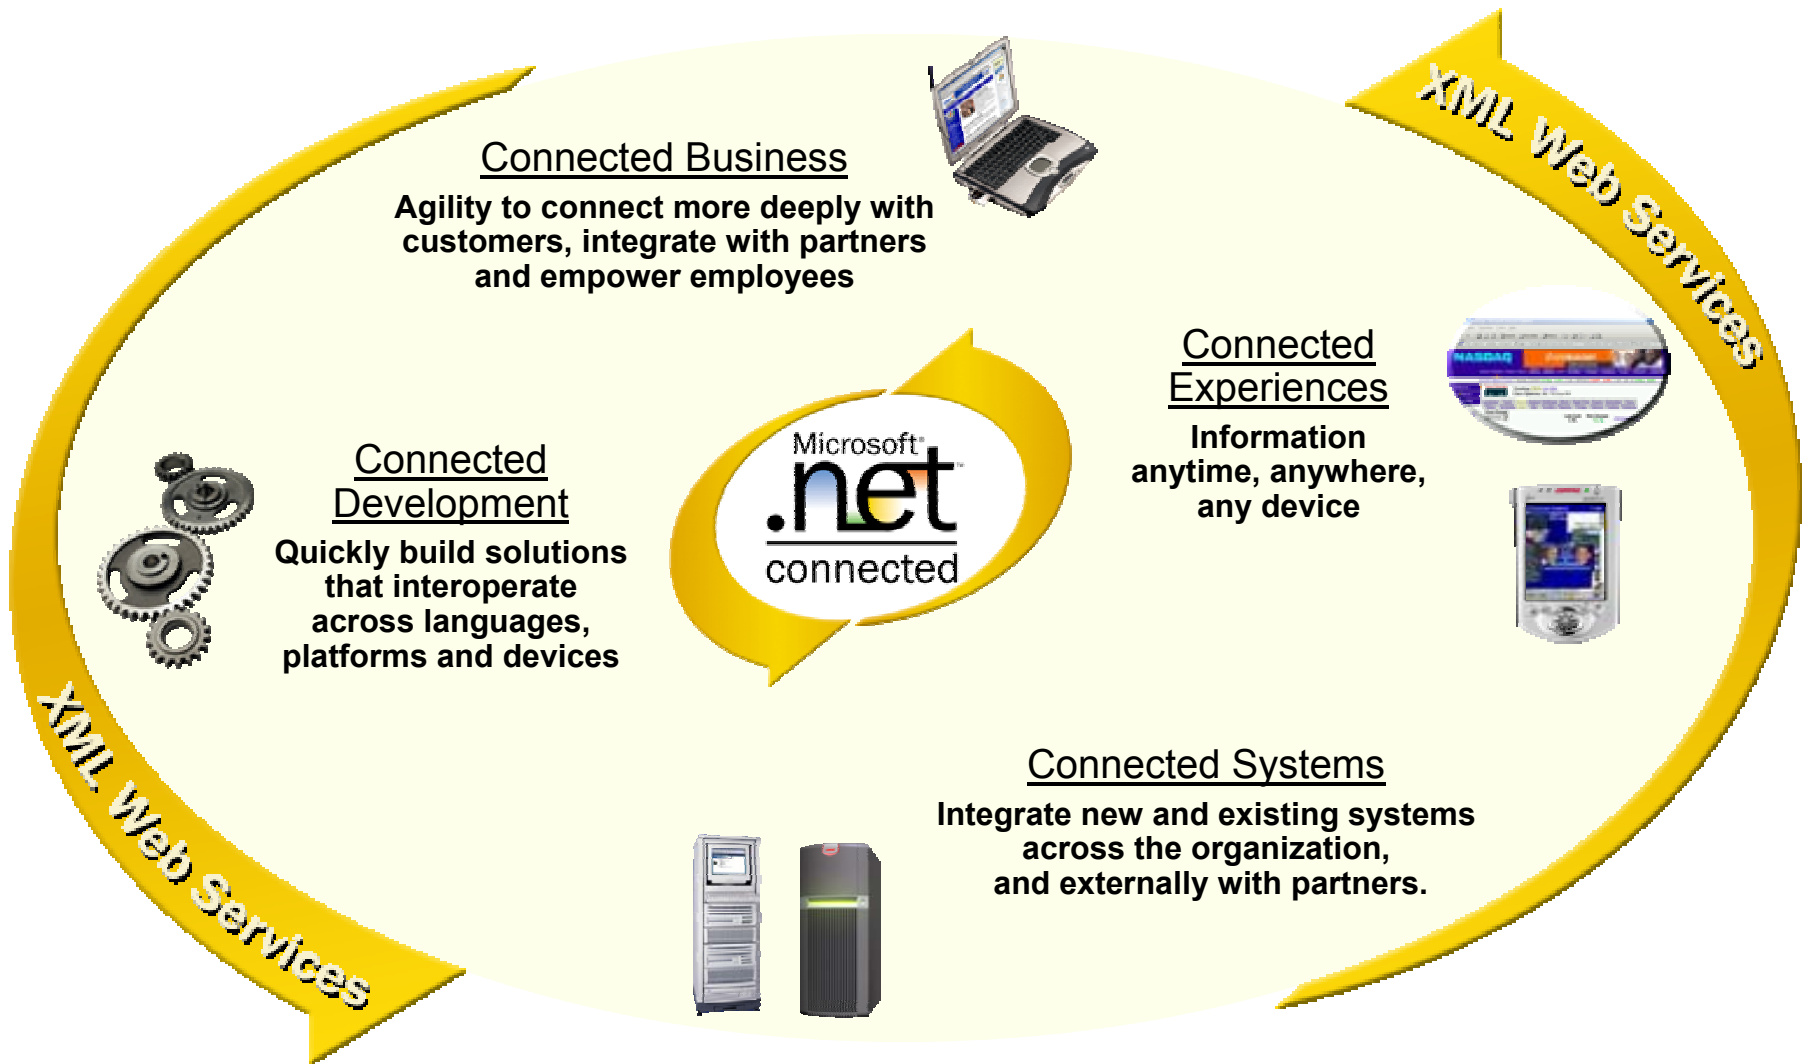 XML Web Services
Connected Business
Agility to connect more deeply with
customers, integrate with partners
and empower employees
Connected
Experiences
Information
anytime, anywhere,
any device
NASDAQ
Microsoft®
.net™
connected
Connected
Development
Quickly build solutions
that interoperate
across languages,
platforms and devices
Connected Systems
Integrate new and existing systems
across the organization,
and externally with partners.
XML Web Services